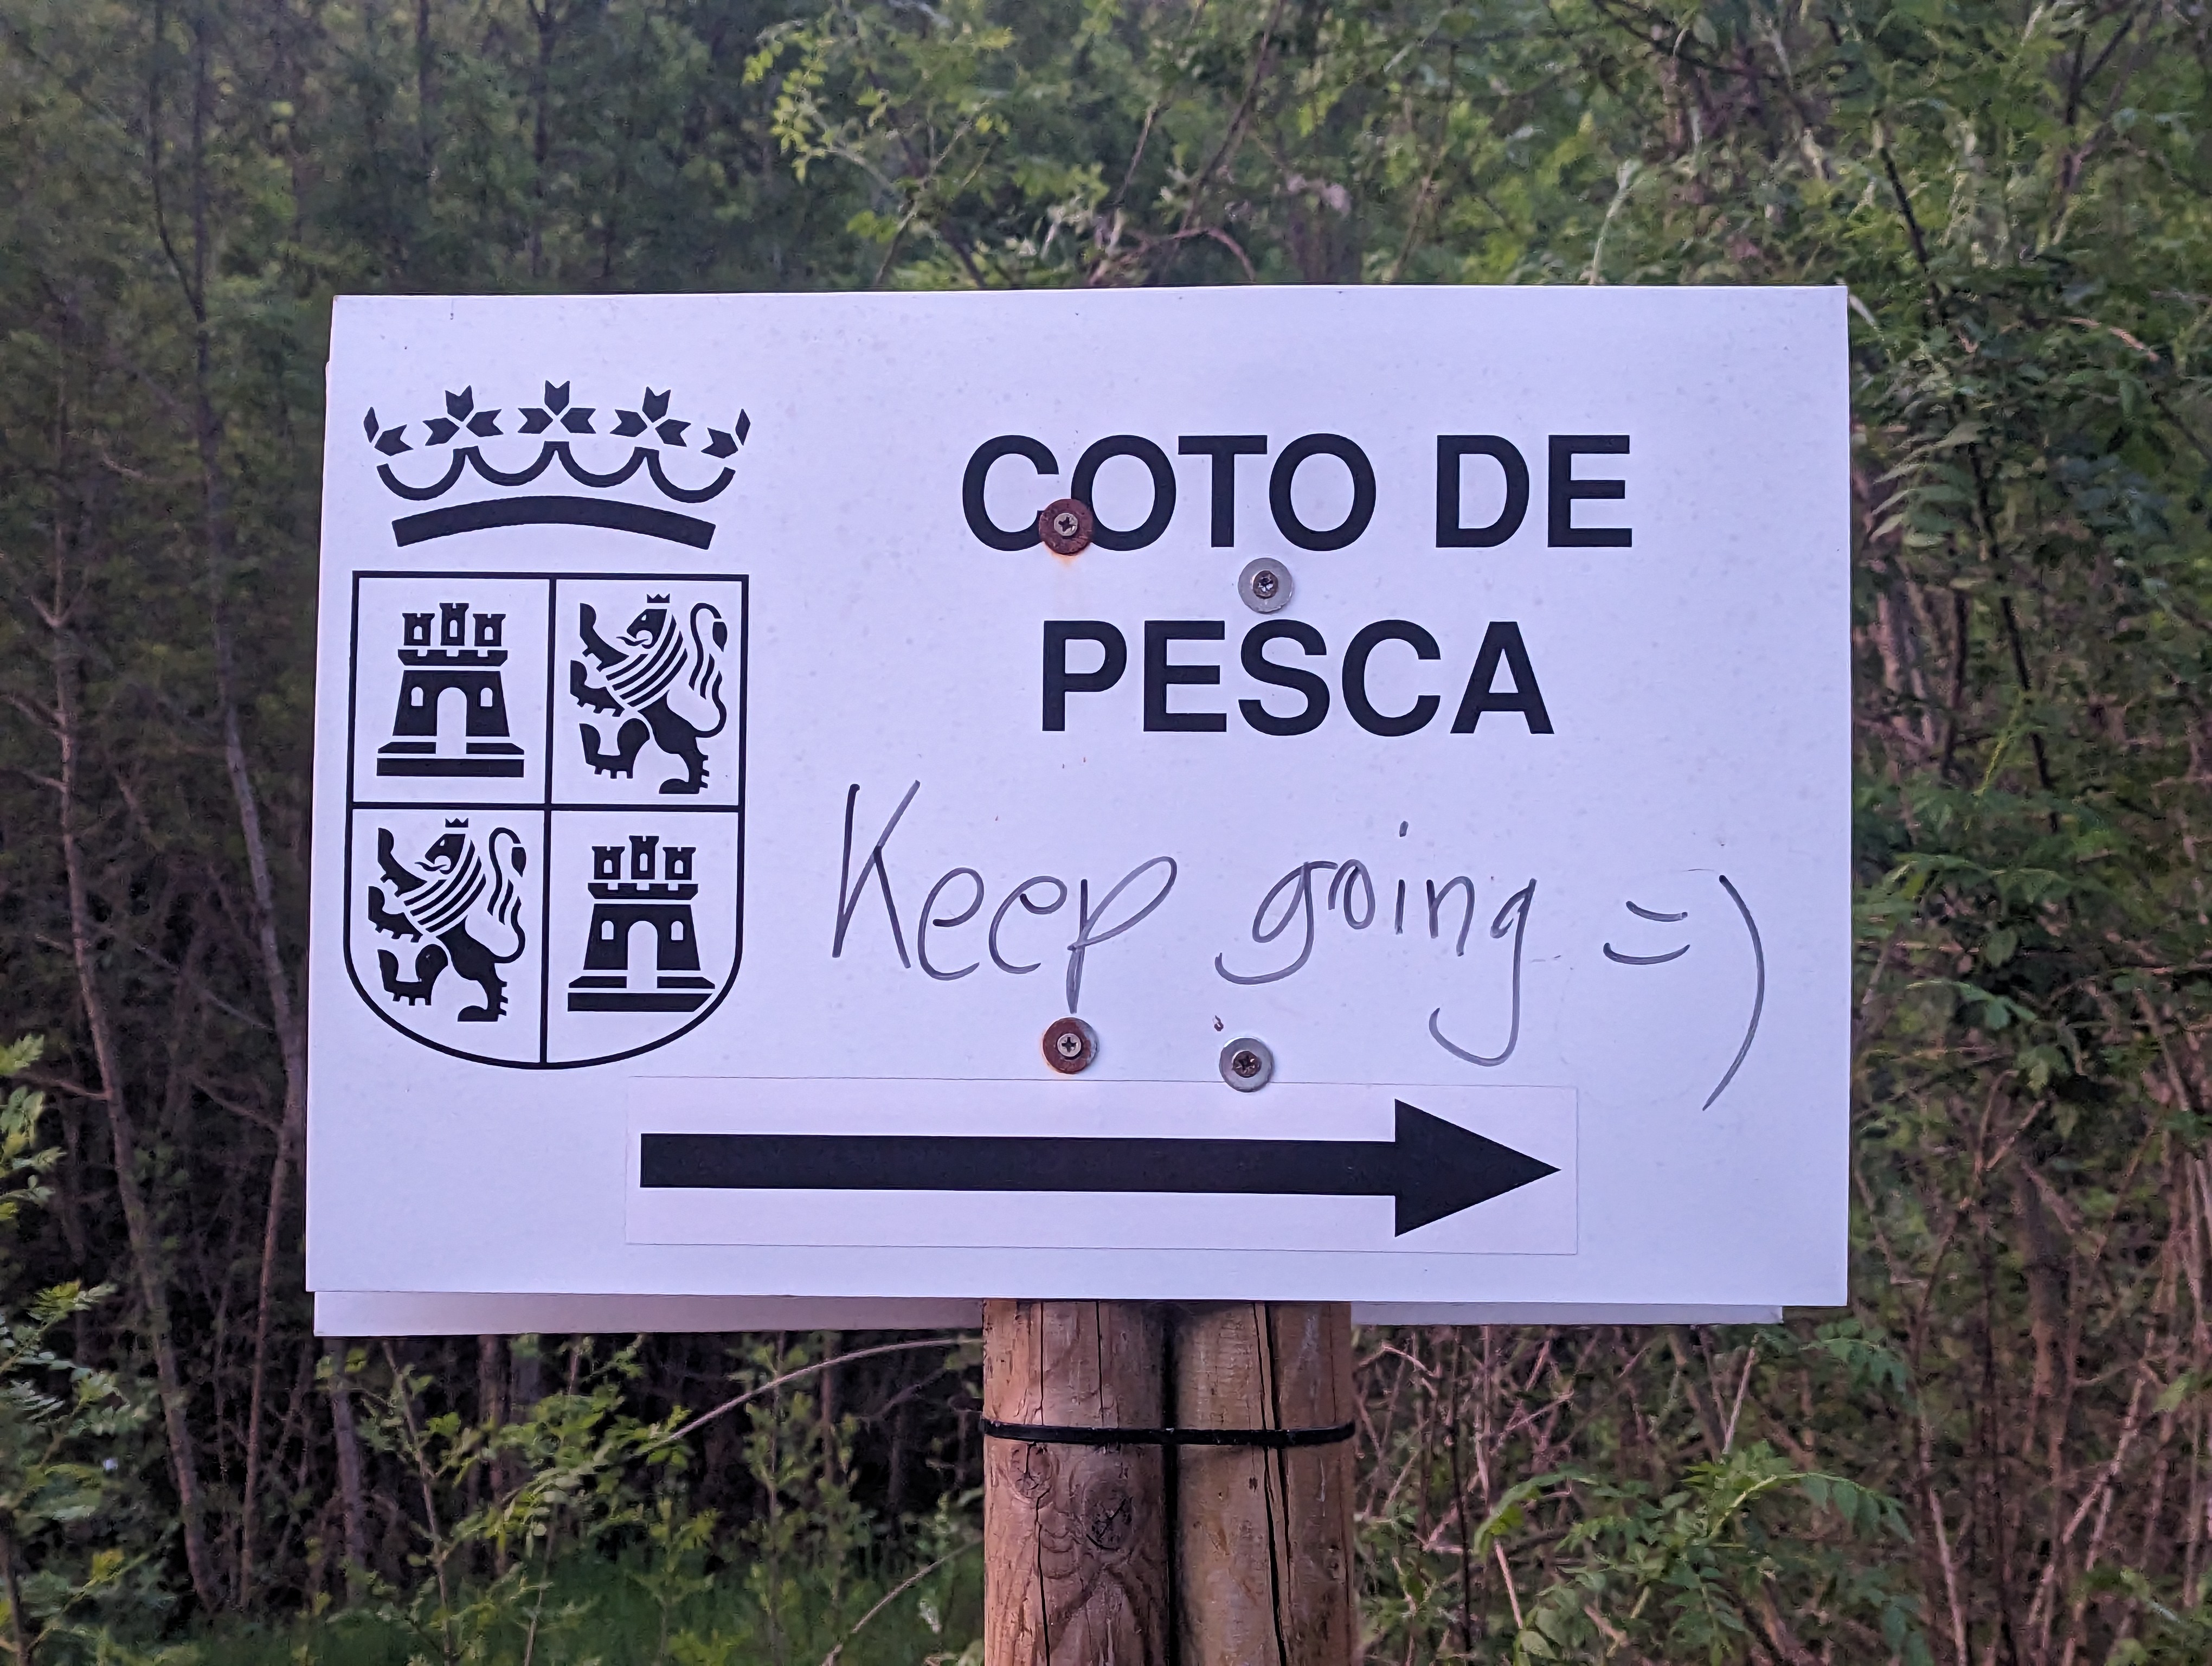 COTO DE
PESCA
Keep going =)